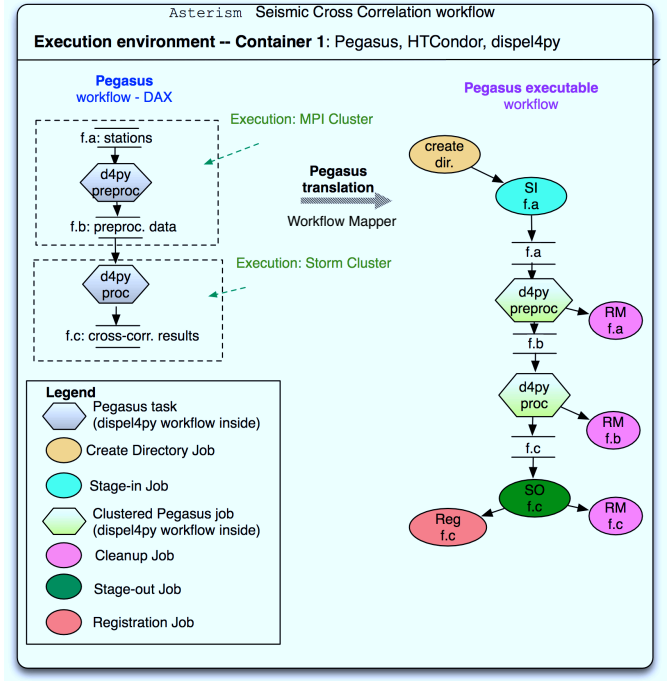 Asterism Seismic Cross Correlation workflow
Execution environment -- Container 1: Pegasus, HTCondor, dispel4py
Pegasus
workflow - DAX
f.a: stations
d4py
preproc
f.b: preproc. data
d4py
proc
f.c: cross-corr. results
Execution: MPI Cluster
Execution: Storm Cluster
Pegasus
translation
Workflow Mapper
Pegasus executable
workflow
create
dir.
SI
f.a
f.a
d4py
preproc
RM
f.a
f.b
d4py
proc
RM
f.b
f.c
SO
f.c
Reg
f.c
RM
f.c
Legend
Pegasus task
(dispel4py workflow inside)
Create Directory Job
Stage-in Job
Clustered Pegasus job
(dispel4py workflow inside)
Cleanup Job
Stage-out Job
Registration Job